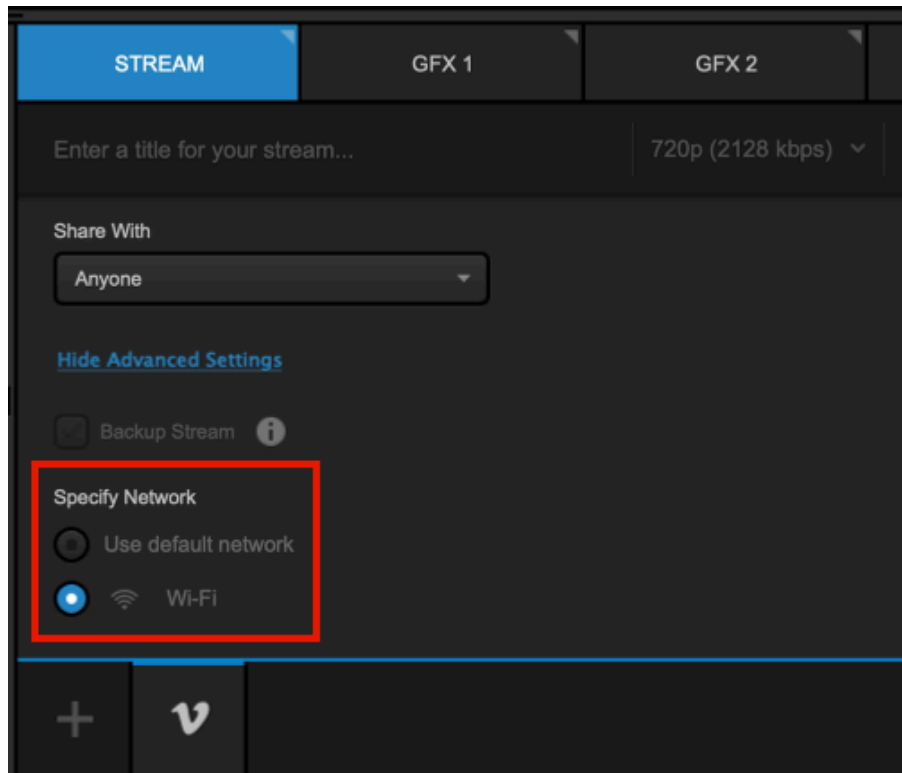 STREAM GFX 1 GFX 2
Enter a title for your stream... 720p (2128 kbps)
Share With
Anyone
Hide Advanced Settings
Backup Stream
Specify Network
Use default network
Wi-Fi